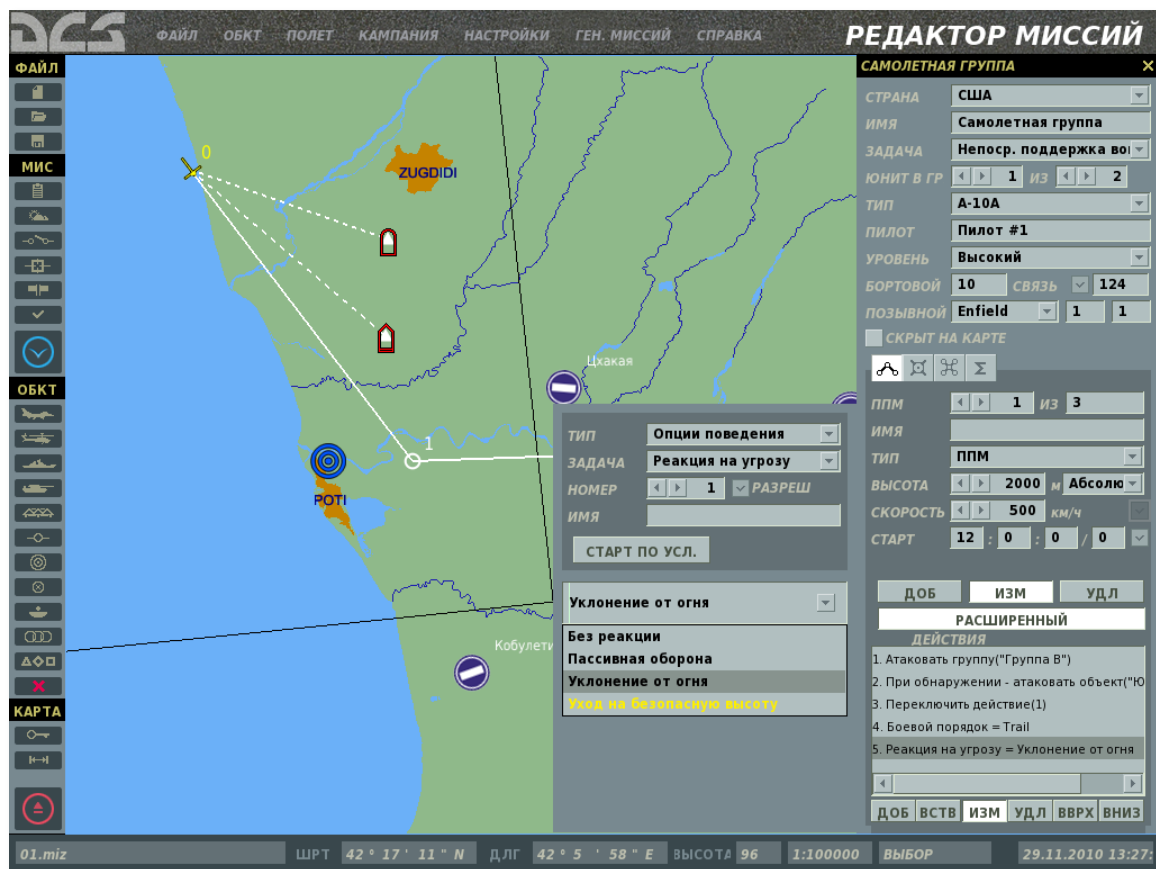 DCS ФАЙЛ ОБКТ ПОЛЕТ КАМПАНИЯ НАСТРОЙКИ ГЕН. МИССИЙ СПРАВКА РЕДАКТОР МИССИЙ
ФАЙЛ
МИС
ОБКТ
КАРТА
0
ZUGDIDI
Цхакая
1
POTI
Кобулети
ТИП Опции поведения
ЗАДАЧА Реакция на угрозу
НОМЕР 1 РАЗРЕШ
ИМЯ
СТАРТ ПО УСЛ.
Уклонение от огня
Без реакции
Пассивная оборона
Уклонение от огня
Уход на безопасную высоту
САМОЛЕТНАЯ ГРУППА
СТРАНА США
ИМЯ Самолетная группа
ЗАДАЧА Непоср. поддержка
ЮНИТ В ГР 1 ИЗ 2
ТИП A-10A
ПИЛОТ Пилот #1
УРОВЕНЬ Высокий
БОРТОВОЙ 10 СВЯЗЬ 124
ПОЗЫВНОЙ Enfield 1 1
СКРЫТ НА КАРТЕ
Σ
ППМ 1 ИЗ 3
ИМЯ
ТИП ППМ
ВЫСОТА 2000 м Абсолю
СКОРОСТЬ 500 км/ч
СТАРТ 12 : 0 : 0 / 0
ДОБ ИЗМ УДЛ
РАСШИРЕННЫЙ
ДЕЙСТВИЯ
1. Атаковать группу("Группа В")
2. При обнаружении - атаковать объект("Ю
3. Переключить действие(1)
4. Боевой порядок = Trail
5. Реакция на угрозу = Уклонение от огня
ДОБ ВСТВ ИЗМ УДЛ ВВРХ ВНИЗ
01.miz ШРТ 42 ° 17 ' 11 " N ДЛГ 42 ° 5 ' 58 " E ВЫСОТА 96 1:100000 ВЫБОР 29.11.2010 13:27: